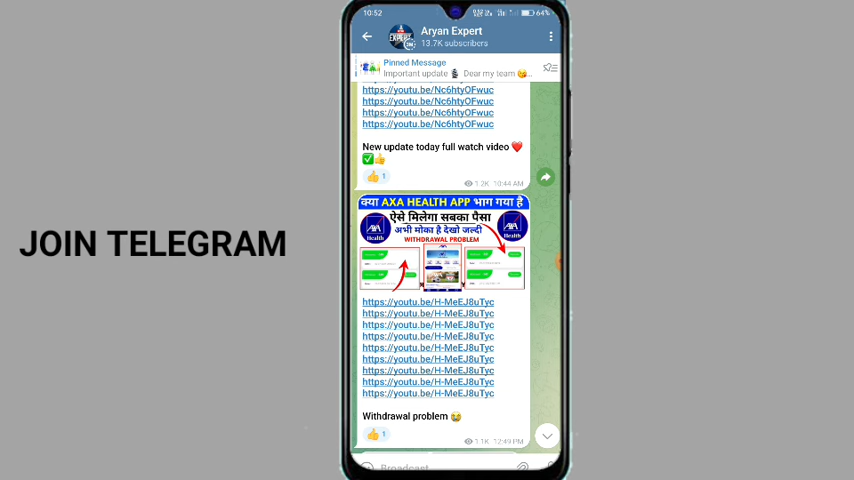 JOIN TELEGRAM
10:52
64%
Aryan Expert
13.7K subscribers
Pinned Message
Important update Dear my team 😘...
https://youtu.be/Nc6htyOFwuc
https://youtu.be/Nc6htyOFwuc
https://youtu.be/Nc6htyOFwuc
https://youtu.be/Nc6htyOFwuc
New update today full watch video ❤️
✅👍
👍 1
1.2K 10:44 AM
क्या AXA HEALTH APP भाग गया है
ऐसे मिलेगा सबका पैसा
अभी मोका है देखो जल्दी
WITHDRAWAL PROBLEM
AXA
Health
AXA
Health
https://youtu.be/H-MeEJ8uTyc
https://youtu.be/H-MeEJ8uTyc
https://youtu.be/H-MeEJ8uTyc
https://youtu.be/H-MeEJ8uTyc
https://youtu.be/H-MeEJ8uTyc
https://youtu.be/H-MeEJ8uTyc
https://youtu.be/H-MeEJ8uTyc
https://youtu.be/H-MeEJ8uTyc
https://youtu.be/H-MeEJ8uTyc
Withdrawal problem 😭
👍 1
1.1K 12:49 PM
Broadcast